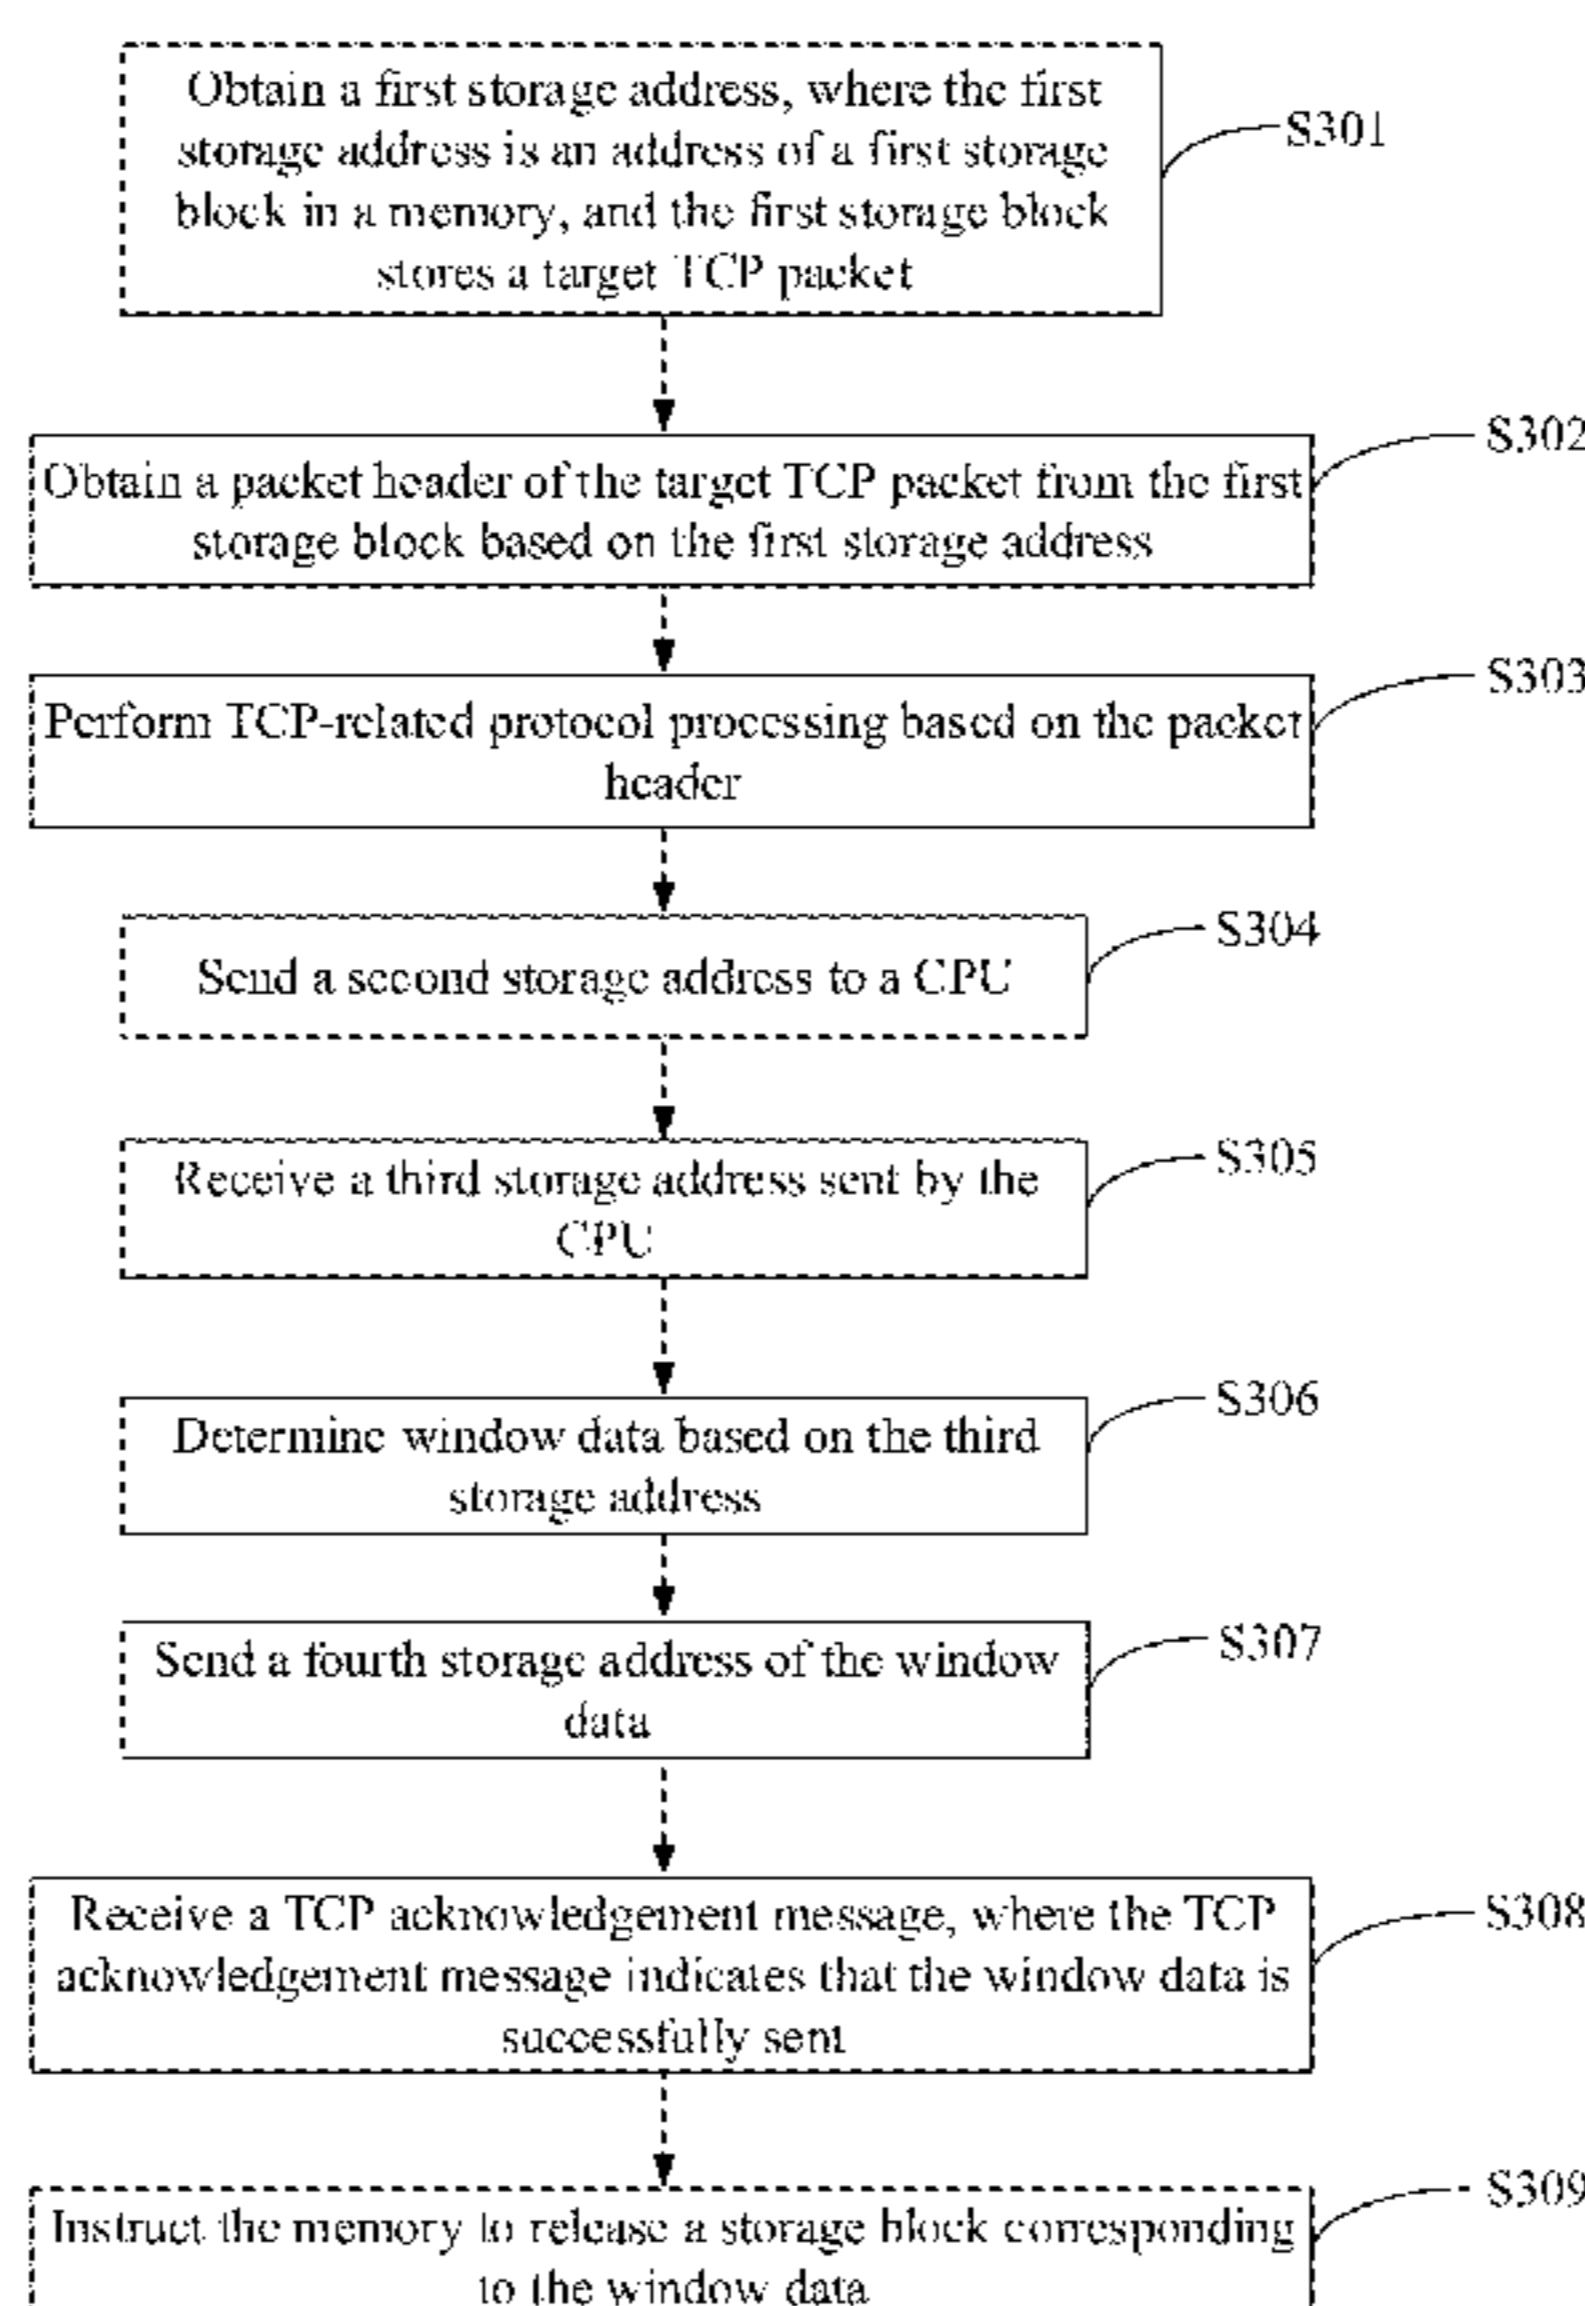 Obtain a first storage address, where the first
storage address is an address of a first storage
block in a memory, and the first storage block
stores a target TCP packet
S301
Obtain a packet header of the target TCP packet from the first
storage block based on the first storage address
S302
Perform TCP-related protocol processing based on the packet
header
S303
Send a second storage address to a CPU
S304
Receive a third storage address sent by the
CPU
S305
Determine window data based on the third
storage address
S306
Send a fourth storage address of the window
data
S307
Receive a TCP acknowledgement message, where the TCP
acknowledgement message indicates that the window data is
successfully sent
S308
Instruct the memory to release a storage block corresponding
to the window data
S309